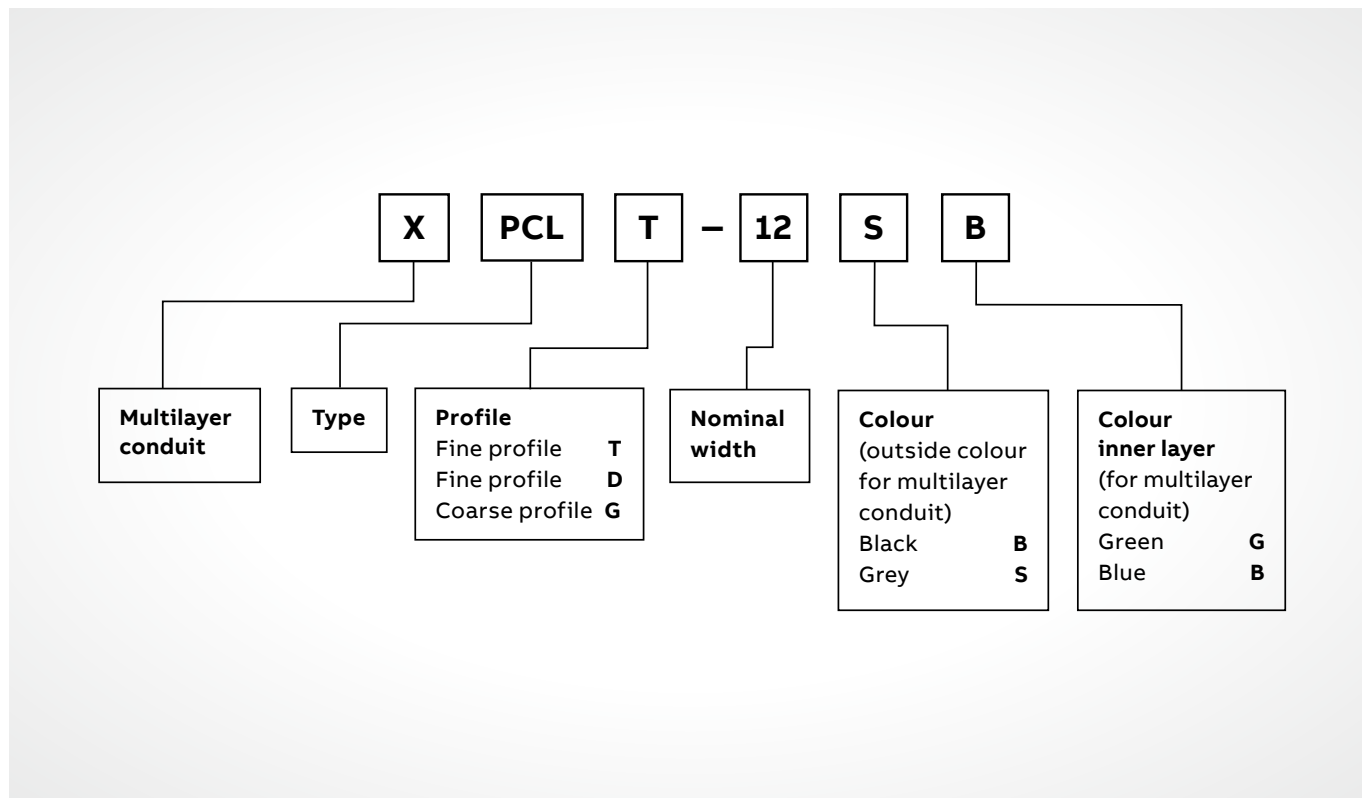 X PCL T – 12 S B
Multilayer
conduit
Type
Profile
Fine profile T
Fine profile D
Coarse profile G
Nominal
width
Colour
(outside colour
for multilayer
conduit)
Black B
Grey S
Colour
inner layer
(for multilayer
conduit)
Green G
Blue B